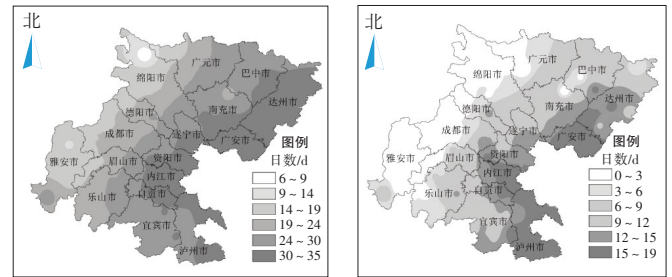 北
绵阳市
广元市
巴中市
德阳市
南充市
达州市
成都市
遂宁市
广安市
雅安市
眉山市
资阳市
内江市
乐山市
自贡市
宜宾市
泸州市
图例
日数/d
6~9
9~14
14~19
19~24
24~30
30~35
北
绵阳市
广元市
巴中市
德阳市
南充市
达州市
成都市
遂宁市
广安市
雅安市
眉山市
资阳市
内江市
乐山市
自贡市
宜宾市
泸州市
图例
日数/d
0~3
3~6
6~9
9~12
12~15
15~19